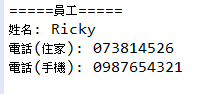 =====員工=====
姓名: Ricky
電話(住家): 073814526
電話(手機): 0987654321